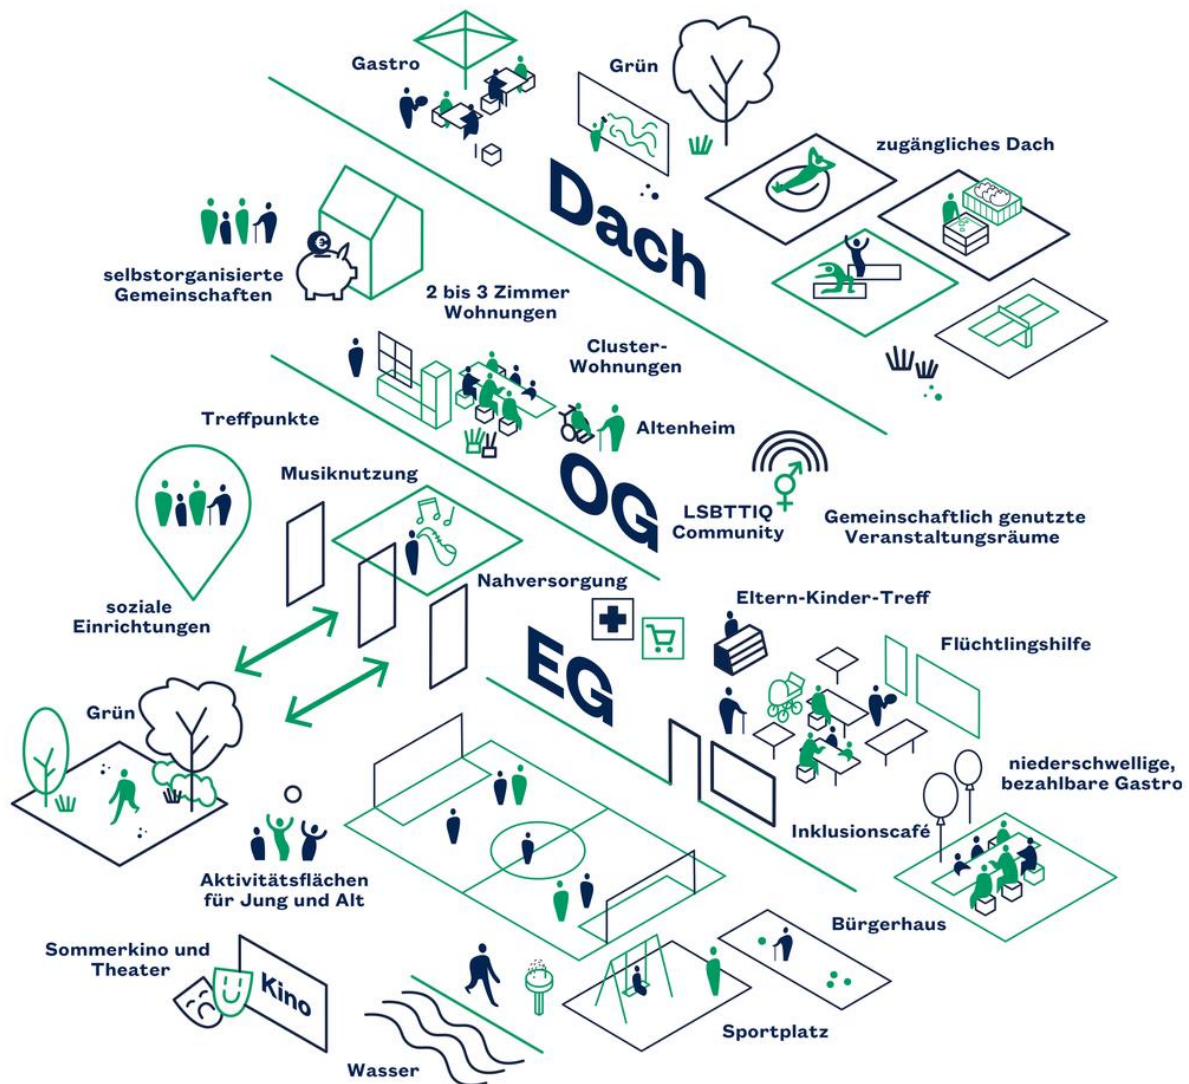 Gastro
Grün
zugängliches Dach
Dach
selbstorganisierte
Gemeinschaften
2 bis 3 Zimmer
Wohnungen
Cluster-
Wohnungen
Treffpunkte
Altenheim
Musiknutzung
OG
LSBTTIQ
Community
Gemeinschaftlich genutzte
Veranstaltungsräume
Nahversorgung
Eltern-Kinder-Treff
soziale
Einrichtungen
EG
Flüchtlingshilfe
Grün
niederschwellige,
bezahlbare Gastro
Inklusionscafé
Aktivitätsflächen
für Jung und Alt
Bürgerhaus
Sommerkino und
Theater
Kino
Sportplatz
Wasser